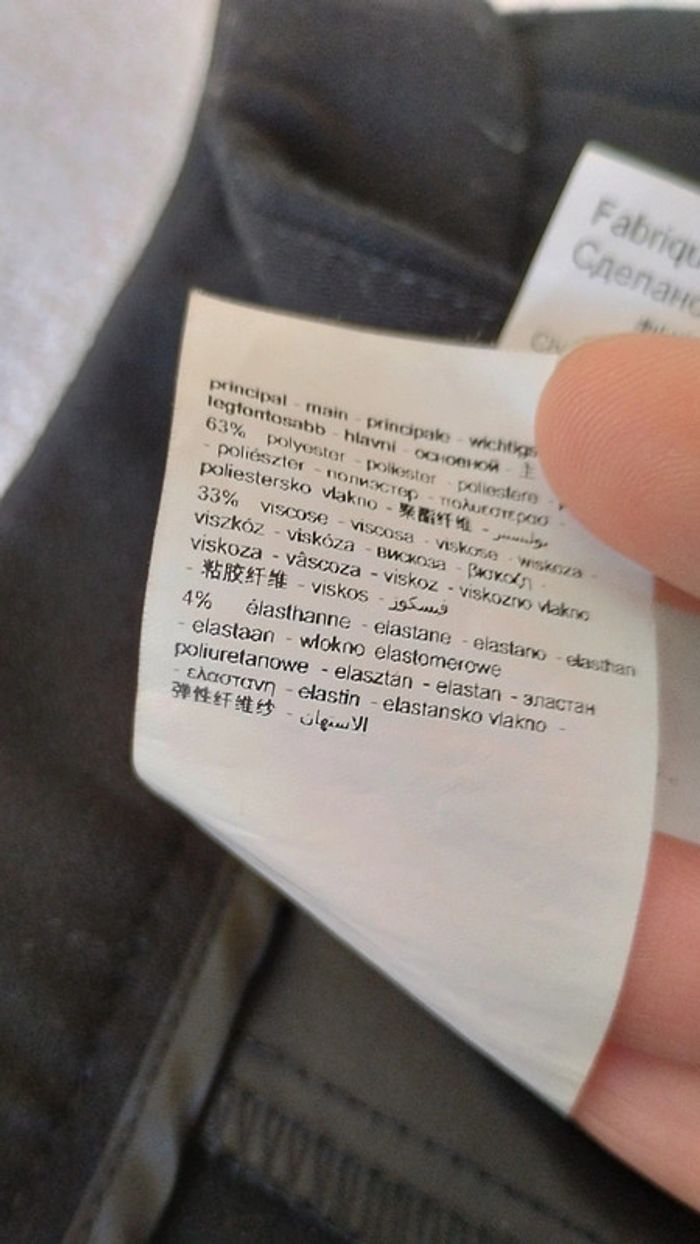 Fabriqu
Сделано
principal - main - principale - wichtigs
legfontosabb - hlavni - основной - 主
63% polyester - poliester - poliestere -
- poliészter - полиэстер - πολυεστερασ -
poliestersko vlakno - 聚酯纤维 - بوليستر
33% viscose - viscosa - viskose - wiskoza -
viszkóz - viskóza - вискоза - βισκοζη -
viskoza - vâscoza - viskoz - viskozno vlakno
- 粘胶纤维 - viskos - فيسكوز
4% élasthanne - elastane - elastano - elasthan
- elastaan - włokno elastomerowe
poliuretanowe - elasztán - elastan - эластан
- ελαστανη - elastin - elastansko vlakno -
弹性纤维纱 - الاسبهان